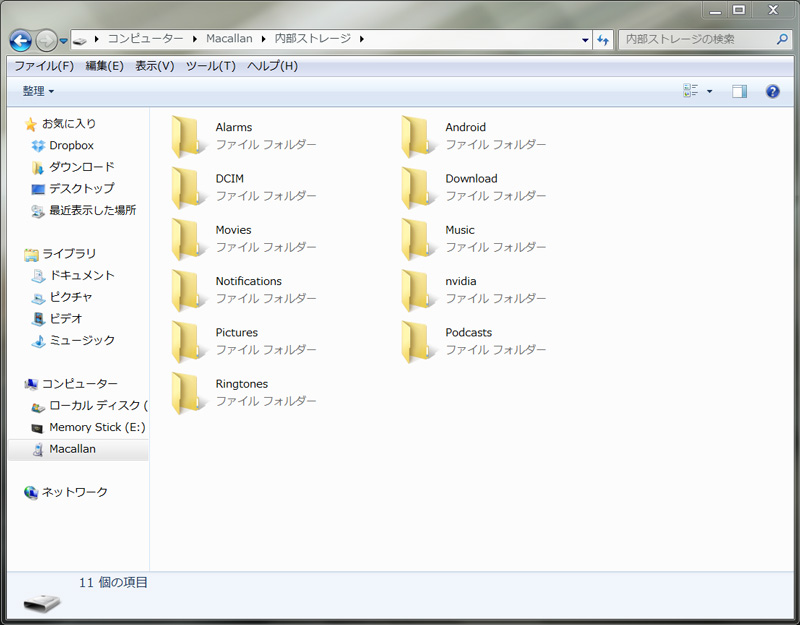 コンピューター ▸ Macallan ▸ 内部ストレージ ▸
内部ストレージの検索
ファイル(F) 編集(E) 表示(V) ツール(T) ヘルプ(H)
整理
お気に入り
Dropbox
ダウンロード
デスクトップ
最近表示した場所
ライブラリ
ドキュメント
ピクチャ
ビデオ
ミュージック
コンピューター
ローカル ディスク (
Memory Stick (E:)
Macallan
ネットワーク
Alarms
ファイル フォルダー
Android
ファイル フォルダー
DCIM
ファイル フォルダー
Download
ファイル フォルダー
Movies
ファイル フォルダー
Music
ファイル フォルダー
Notifications
ファイル フォルダー
nvidia
ファイル フォルダー
Pictures
ファイル フォルダー
Podcasts
ファイル フォルダー
Ringtones
ファイル フォルダー
11 個の項目